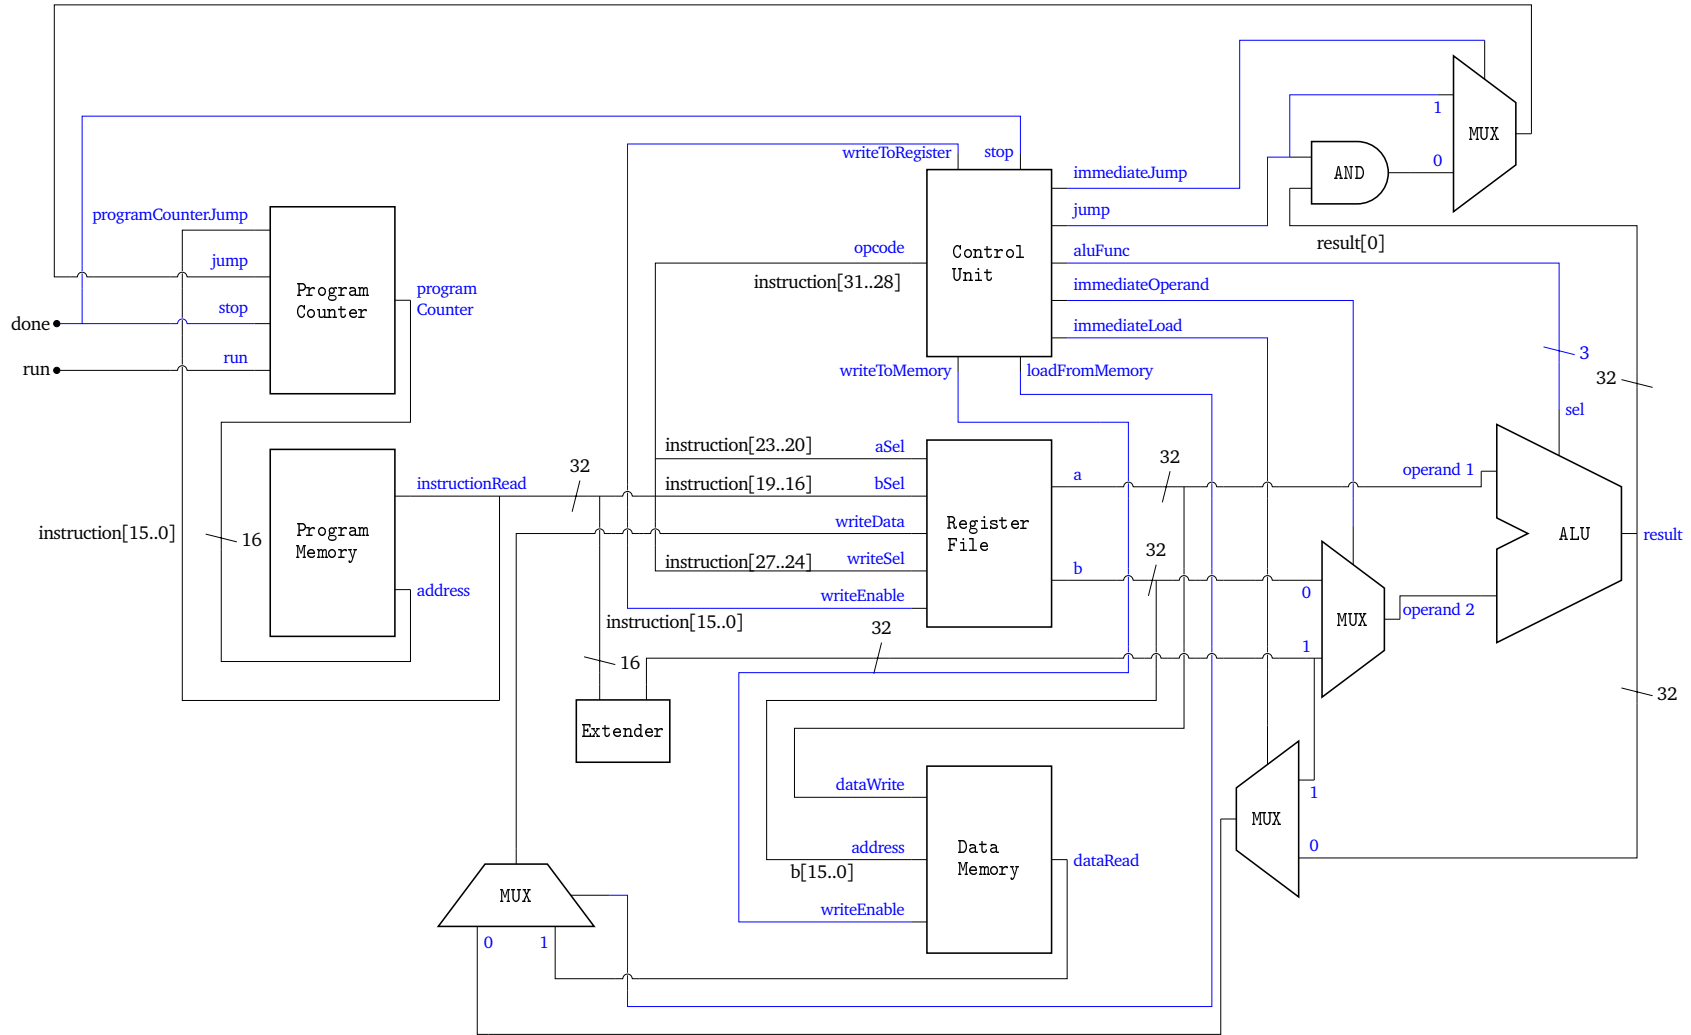 1
MUX
0
AND
result[0]
writeToRegister
stop
immediateJump
jump
aluFunc
immediateOperand
immediateLoad
opcode
instruction[31..28]
Control
Unit
writeToMemory
loadFromMemory
programCounterJump
jump
stop
run
done
run
Program
Counter
program
Counter
3
32
sel
instruction[23..20]
aSel
instruction[19..16]
bSel
writeData
instruction[27..24]
writeSel
writeEnable
Register
File
a
b
32
32
instructionRead
32
Program
Memory
address
instruction[15..0]
16
operand 1
operand 2
ALU
result
0
MUX
1
instruction[15..0]
16
32
Extender
32
dataWrite
address
b[15..0]
writeEnable
Data
Memory
dataRead
1
MUX
0
MUX
0
1